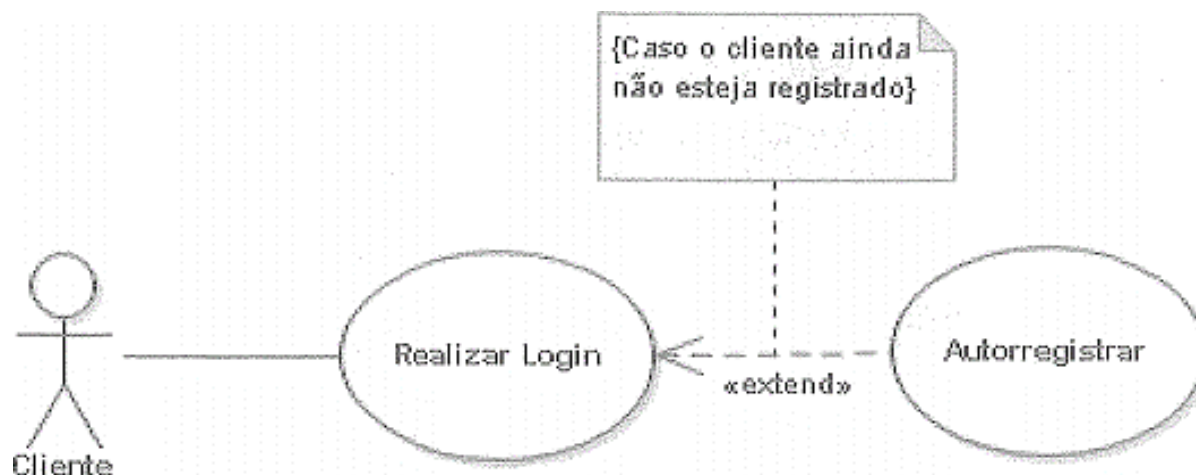 {Caso o cliente ainda
não esteja registrado}
Realizar Login
«extend»
Autorregistrar
Cliente